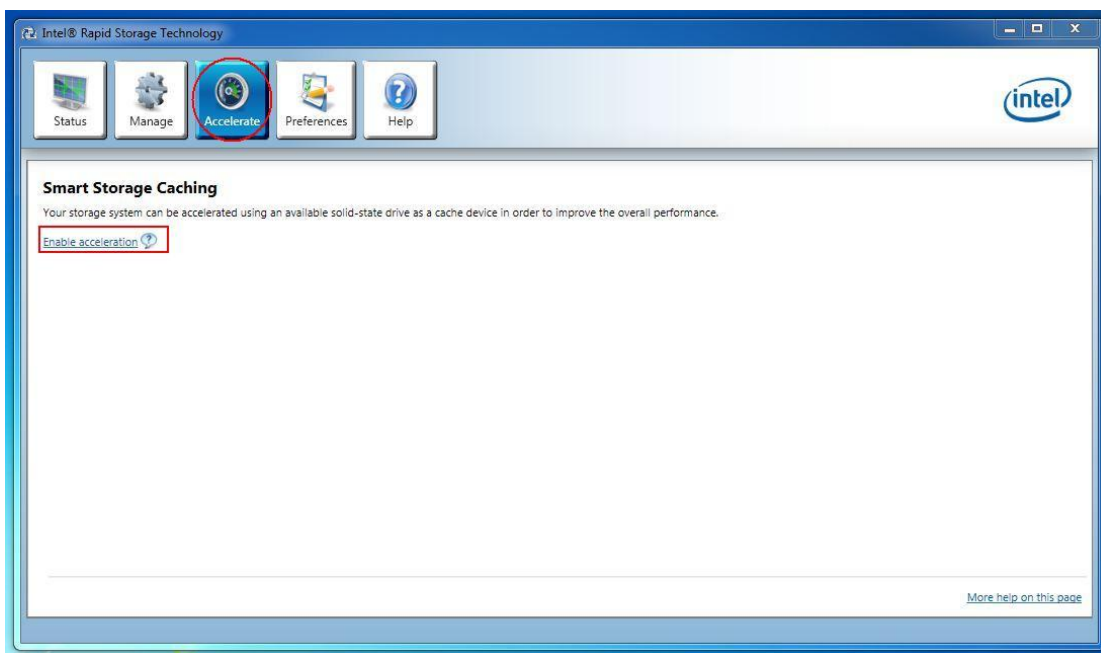 Intel® Rapid Storage Technology
Status Manage Accelerate Preferences Help
intel
Smart Storage Caching
Your storage system can be accelerated using an available solid-state drive as a cache device in order to improve the overall performance.
Enable acceleration
More help on this page